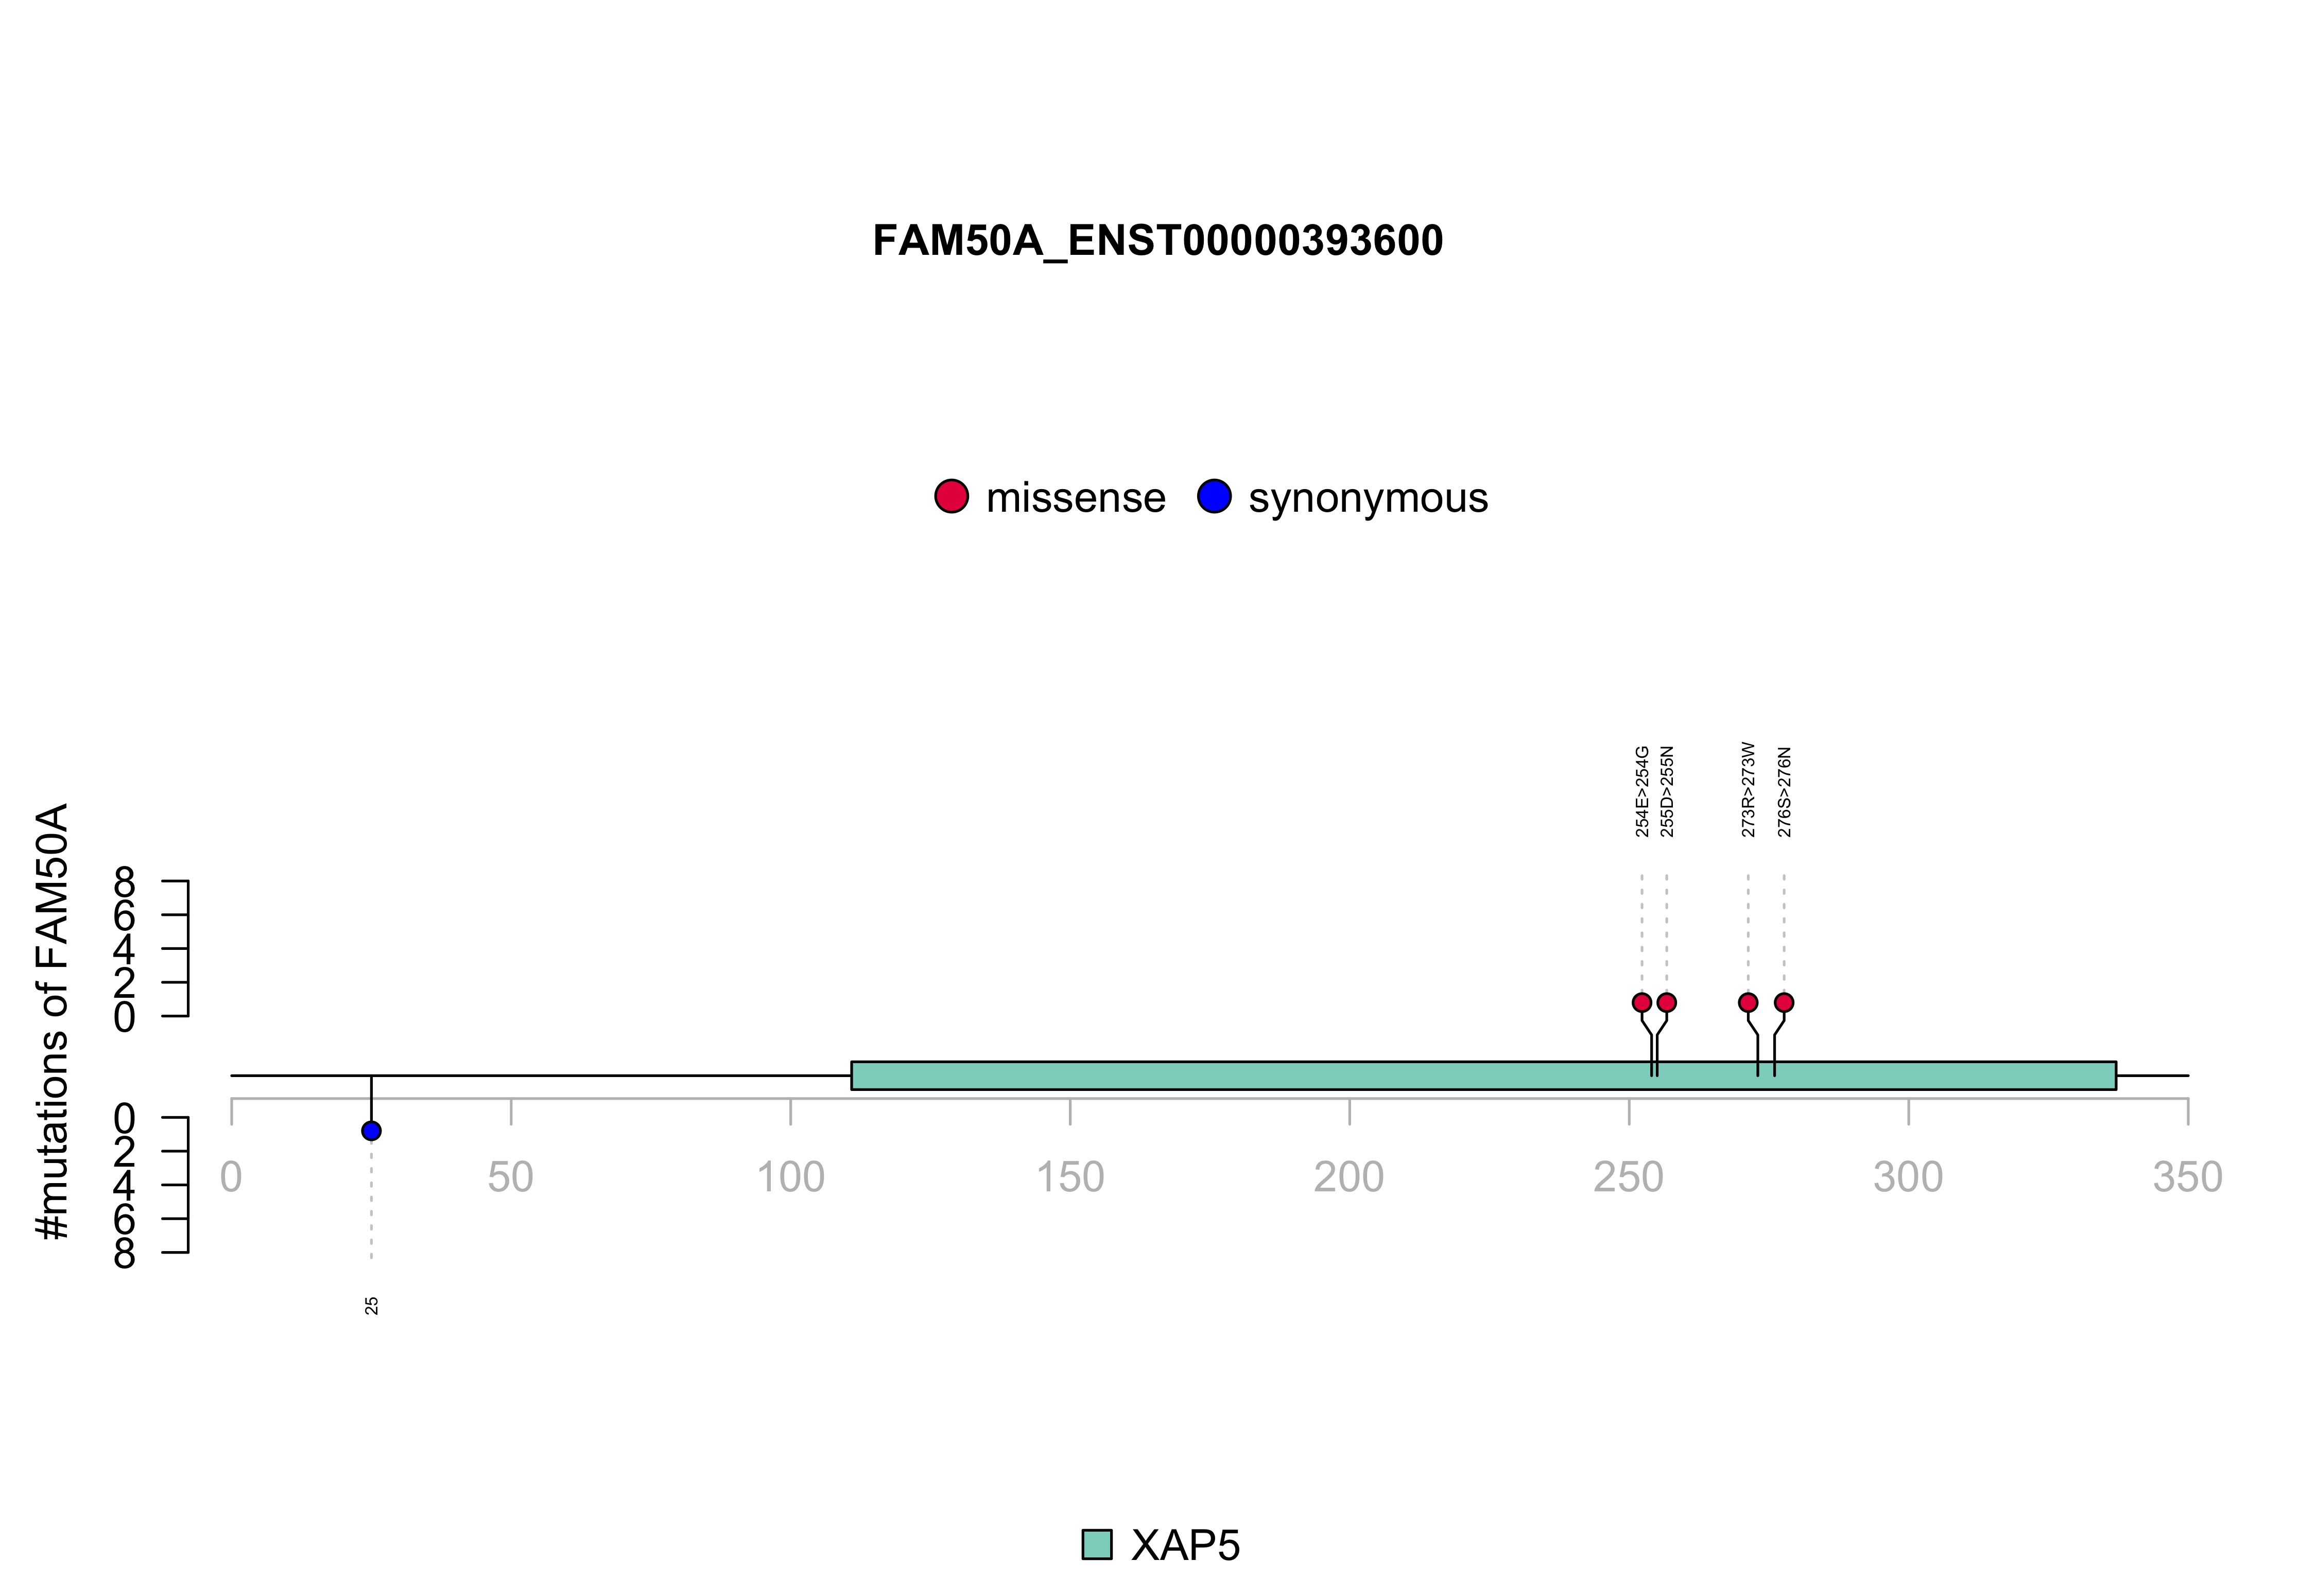 FAM50A_ENST00000393600
missense synonymous
254E>254G
255D>255N
273R>273W
276S>276N
#mutations of FAM50A
8
6
4
2
0
0
2
4
6
8
0 50 100 150 200 250 300 350
25
XAP5